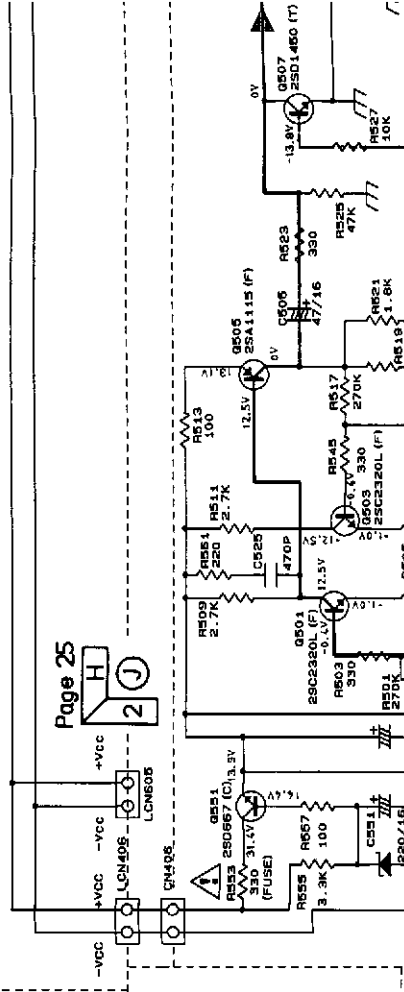 Q507
2SD1450 (T)
0V
-13.8V
R527
10K
R525
47K
R523
330
C505
47/16
Q505
2SA1115 (F)
13.1V
0V
12.5V
R521
1.8K
R519
R517
270K
R513
100
R545
330
-0.4V
Q503
2SC2320L (F)
R511
2.7K
12.5V
-1.0V
220
C525
470P
R509
2.7K
12.5V
-1.0V
Q501
2SC2320L (F)
-0.4V
R503
330
R501
270K
Page 25
H
2
J
+Vcc
-Vcc
LCN605
Q551
2SD667 (C)
13.9V
14.4V
31.4V
R553
330
(FUSE)
R557
100
R555
3.3K
C551
220/16
+VCC
-VCC
LCN406
CN406